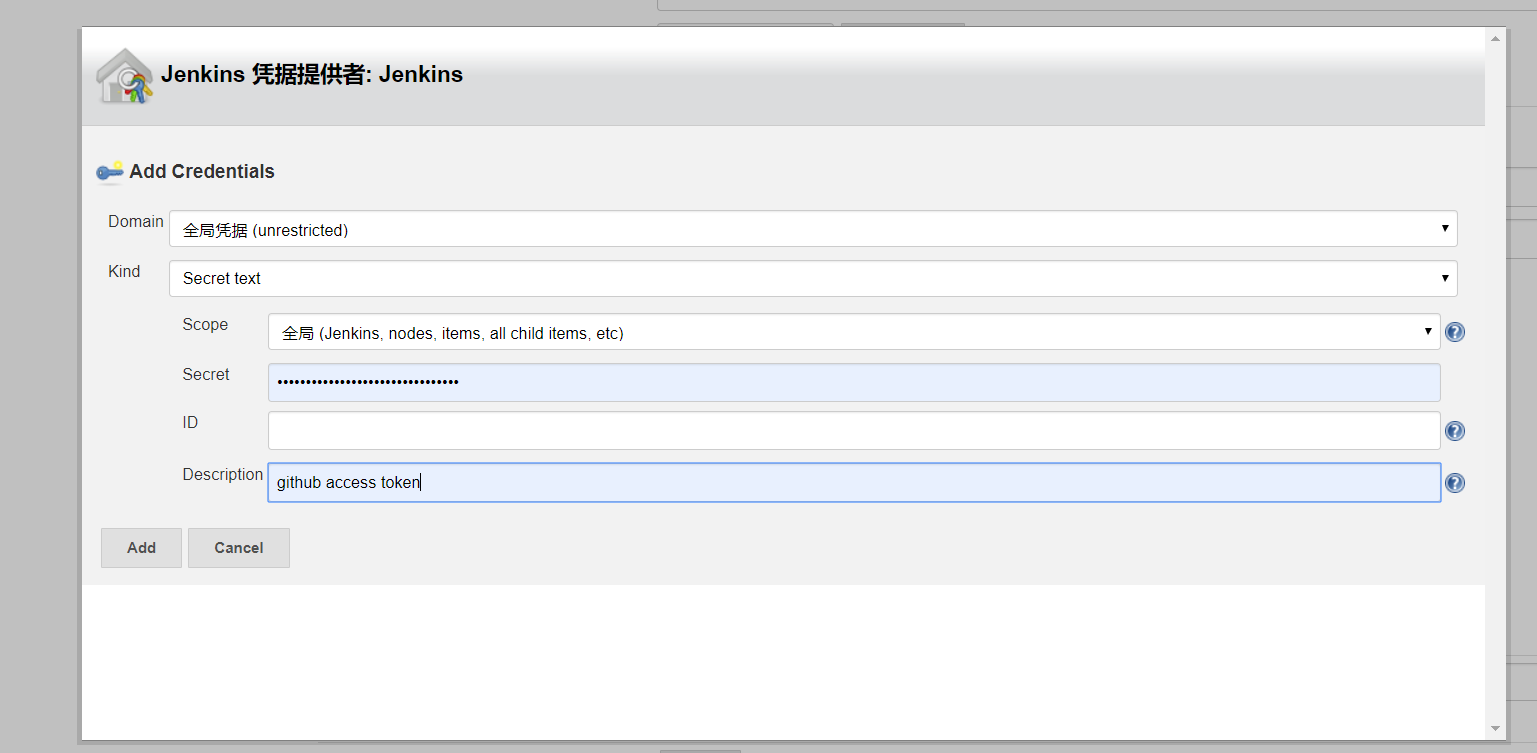 Jenkins 凭据提供者: Jenkins
Add Credentials
Domain 全局凭据 (unrestricted)
Kind Secret text
Scope 全局 (Jenkins, nodes, items, all child items, etc)
Secret ••••••••••••••••••••••••••••••••
ID
Description github access token
Add Cancel